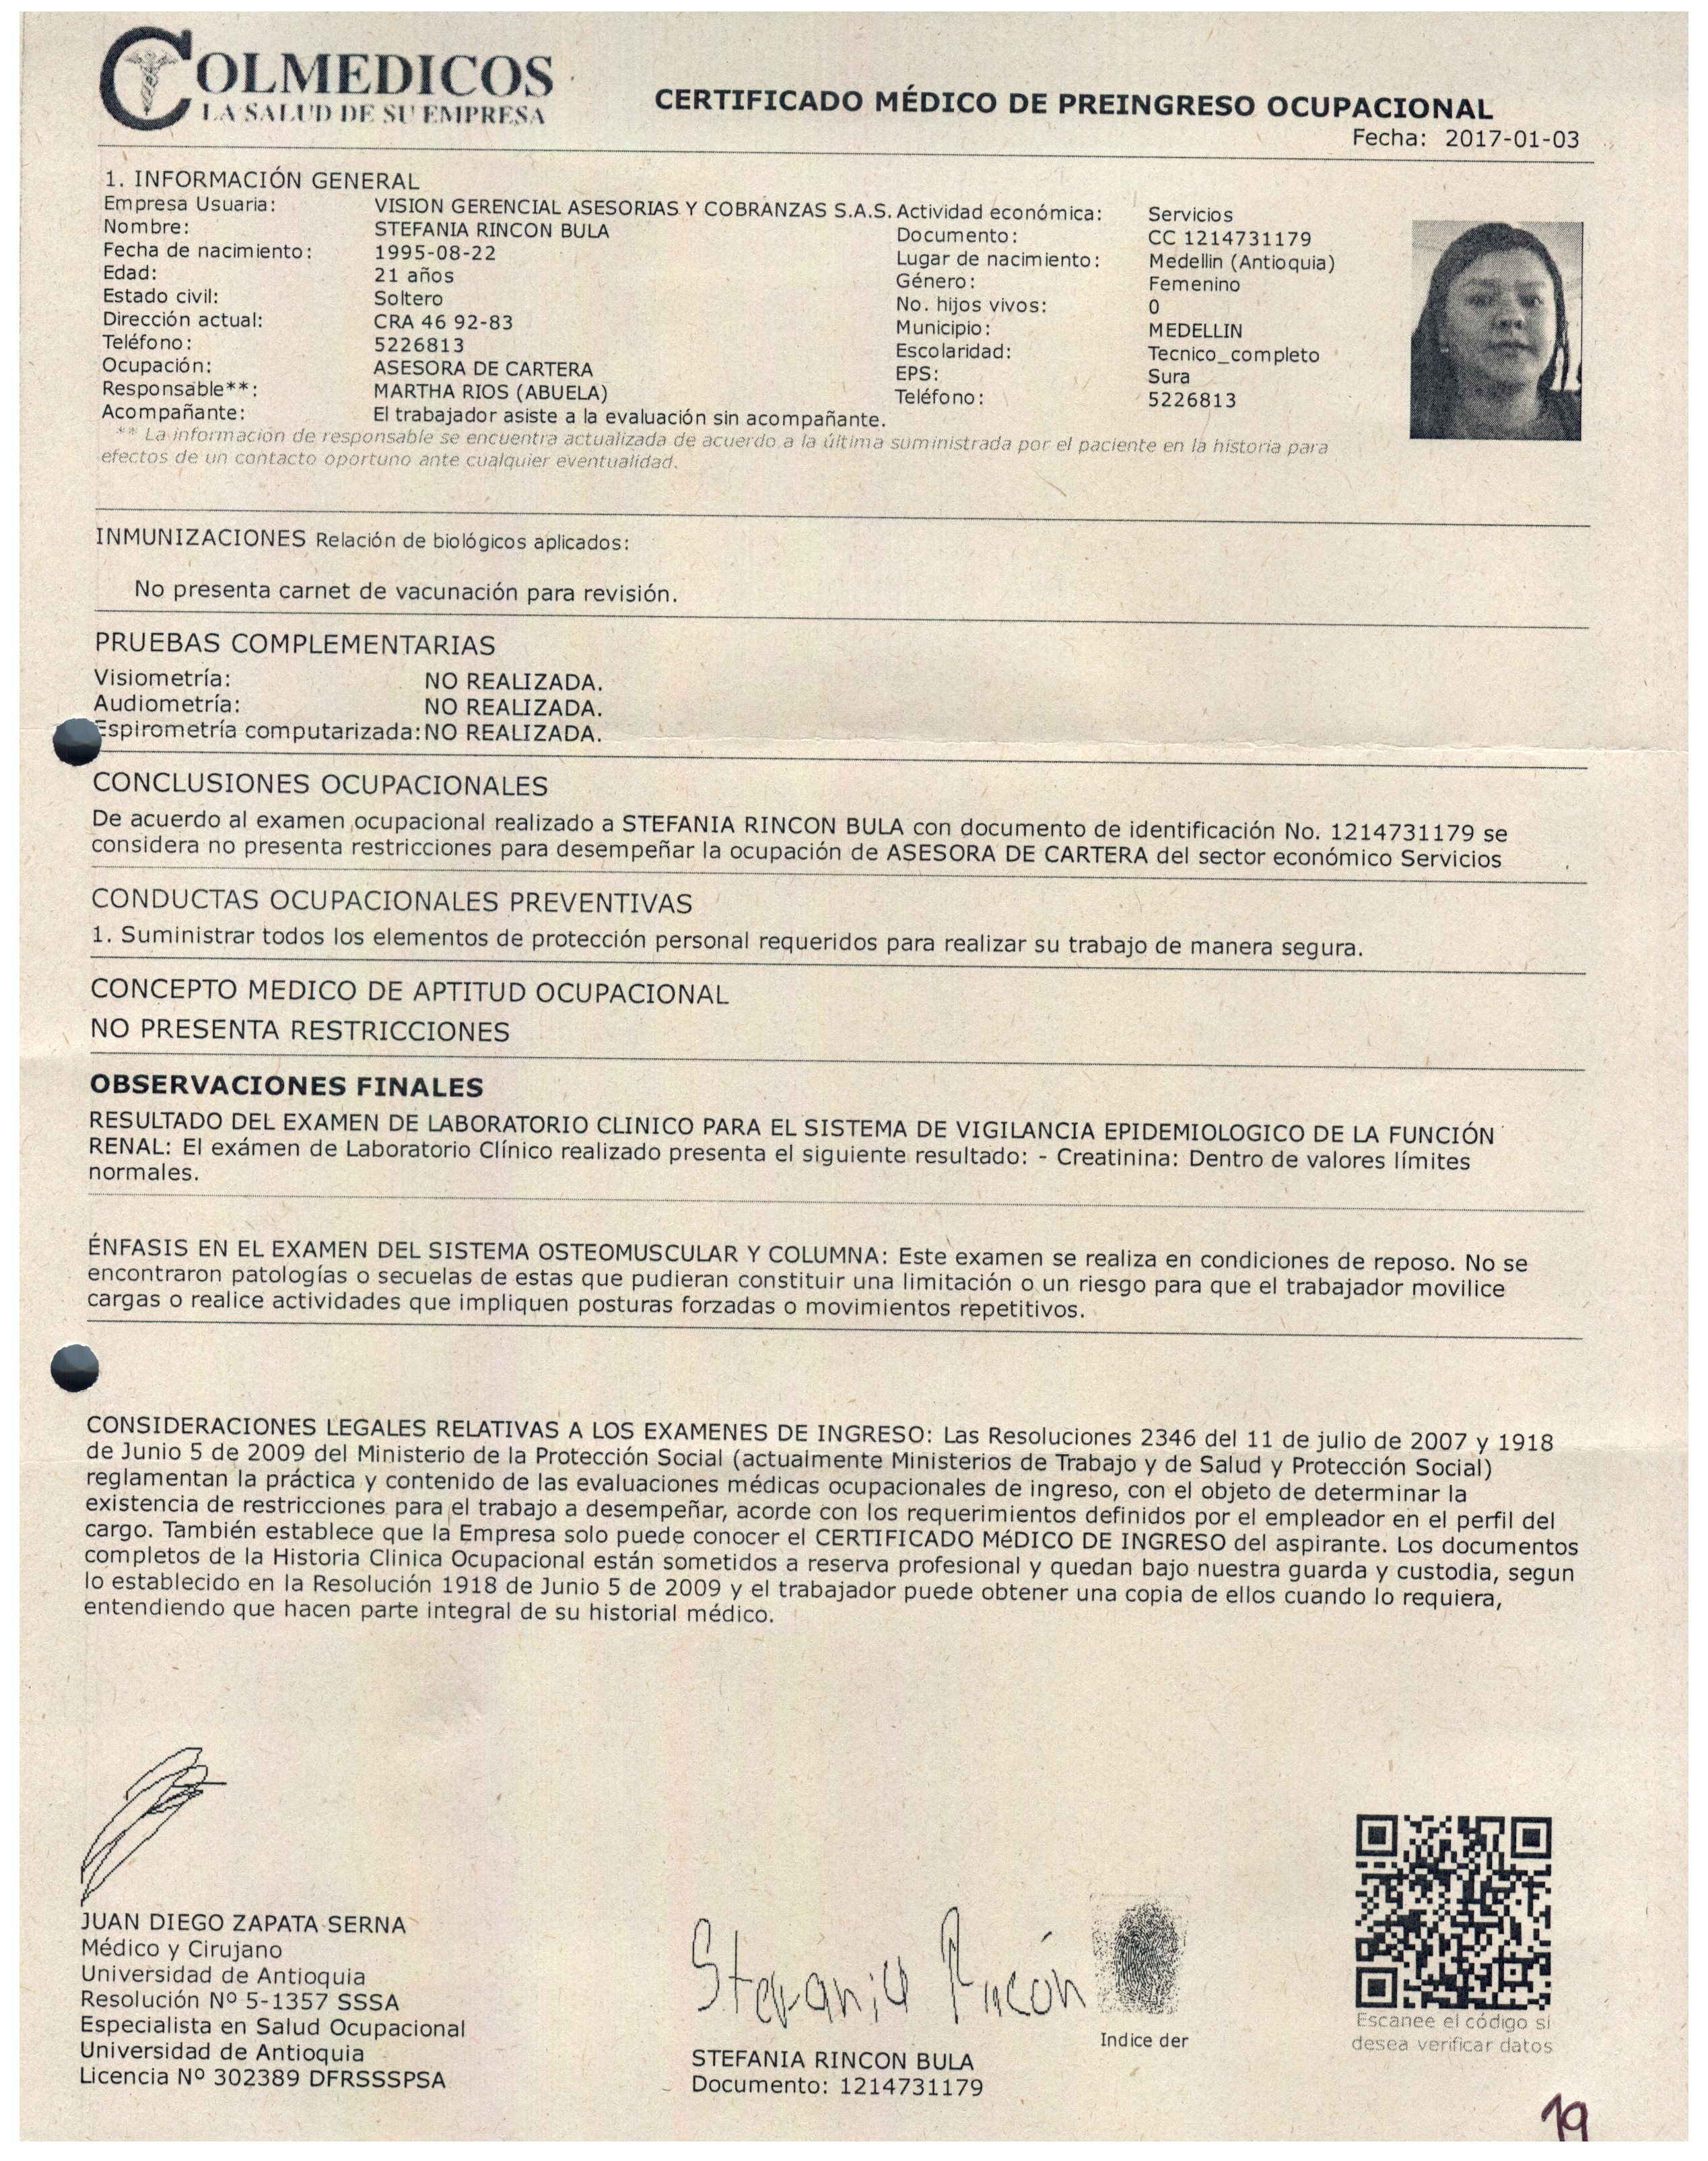 COLMEDICOS
LA SALUD DE SU EMPRESA
CERTIFICADO MÉDICO DE PREINGRESO OCUPACIONAL
Fecha: 2017-01-03
1. INFORMACIÓN GENERAL
Empresa Usuaria: VISION GERENCIAL ASESORIAS Y COBRANZAS S.A.S. Actividad económica: Servicios
Nombre: STEFANIA RINCON BULA Documento: CC 1214731179
Fecha de nacimiento: 1995-08-22 Lugar de nacimiento: Medellin (Antioquia)
Edad: 21 años Género: Femenino
Estado civil: Soltero No. hijos vivos: 0
Dirección actual: CRA 46 92-83 Municipio: MEDELLIN
Teléfono: 5226813 Escolaridad: Tecnico_completo
Ocupación: ASESORA DE CARTERA EPS: Sura
Responsable**: MARTHA RIOS (ABUELA) Teléfono: 5226813
Acompañante: El trabajador asiste a la evaluación sin acompañante.
** La información de responsable se encuentra actualizada de acuerdo a la última suministrada por el paciente en la historia para
efectos de un contacto oportuno ante cualquier eventualidad.
INMUNIZACIONES Relación de biológicos aplicados:
No presenta carnet de vacunación para revisión.
PRUEBAS COMPLEMENTARIAS
Visiometría: NO REALIZADA.
Audiometría: NO REALIZADA.
Espirometría computarizada: NO REALIZADA.
CONCLUSIONES OCUPACIONALES
De acuerdo al examen ocupacional realizado a STEFANIA RINCON BULA con documento de identificación No. 1214731179 se
considera no presenta restricciones para desempeñar la ocupación de ASESORA DE CARTERA del sector económico Servicios
CONDUCTAS OCUPACIONALES PREVENTIVAS
1. Suministrar todos los elementos de protección personal requeridos para realizar su trabajo de manera segura.
CONCEPTO MEDICO DE APTITUD OCUPACIONAL
NO PRESENTA RESTRICCIONES
OBSERVACIONES FINALES
RESULTADO DEL EXAMEN DE LABORATORIO CLINICO PARA EL SISTEMA DE VIGILANCIA EPIDEMIOLOGICO DE LA FUNCIÓN
RENAL: El exámen de Laboratorio Clínico realizado presenta el siguiente resultado: - Creatinina: Dentro de valores límites
normales.
ÉNFASIS EN EL EXAMEN DEL SISTEMA OSTEOMUSCULAR Y COLUMNA: Este examen se realiza en condiciones de reposo. No se
encontraron patologías o secuelas de estas que pudieran constituir una limitación o un riesgo para que el trabajador movilice
cargas o realice actividades que impliquen posturas forzadas o movimientos repetitivos.
CONSIDERACIONES LEGALES RELATIVAS A LOS EXAMENES DE INGRESO: Las Resoluciones 2346 del 11 de julio de 2007 y 1918
de Junio 5 de 2009 del Ministerio de la Protección Social (actualmente Ministerios de Trabajo y de Salud y Protección Social)
reglamentan la práctica y contenido de las evaluaciones médicas ocupacionales de ingreso, con el objeto de determinar la
existencia de restricciones para el trabajo a desempeñar, acorde con los requerimientos definidos por el empleador en el perfil del
cargo. También establece que la Empresa solo puede conocer el CERTIFICADO MéDICO DE INGRESO del aspirante. Los documentos
completos de la Historia Clinica Ocupacional están sometidos a reserva profesional y quedan bajo nuestra guarda y custodia, segun
lo establecido en la Resolución 1918 de Junio 5 de 2009 y el trabajador puede obtener una copia de ellos cuando lo requiera,
entendiendo que hacen parte integral de su historial médico.
JUAN DIEGO ZAPATA SERNA
Médico y Cirujano
Universidad de Antioquia
Resolución Nº 5-1357 SSSA
Especialista en Salud Ocupacional
Universidad de Antioquia
Licencia Nº 302389 DFRSSSPSA
Stefania Rincón
Indice der
STEFANIA RINCON BULA
Documento: 1214731179
Escanee el código si
desea verificar datos
19